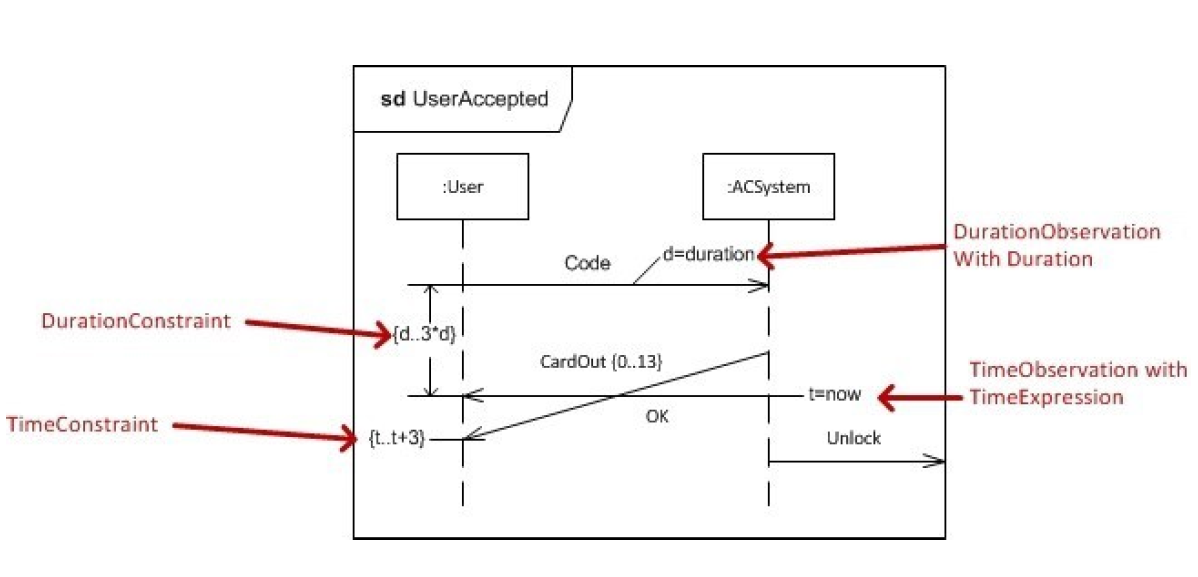 sd UserAccepted
:User
:ACSystem
DurationObservation
With Duration
d=duration
Code
DurationConstraint
{d..3*d}
CardOut {0..13}
TimeObservation with
TimeExpression
t=now
OK
TimeConstraint
{t..t+3}
Unlock